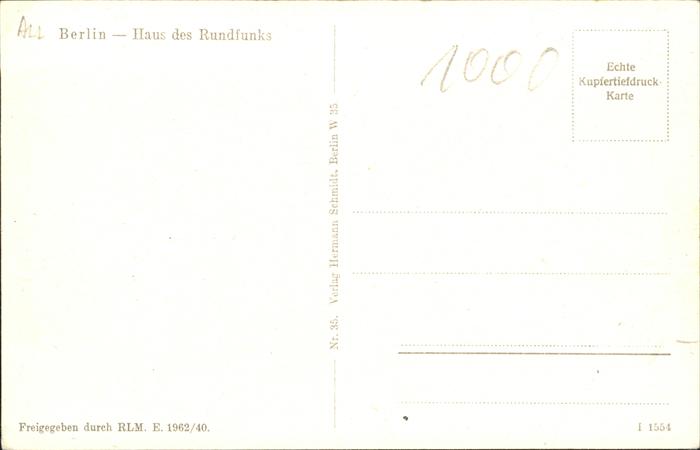 ALL
Berlin — Haus des Rundfunks
1000
Echte
Kupfertiefdruck-
Karte
Nr. 35. Verlag Hermann Schmidt, Berlin W 35
Freigegeben durch RLM. E. 1962/40.
I 1554